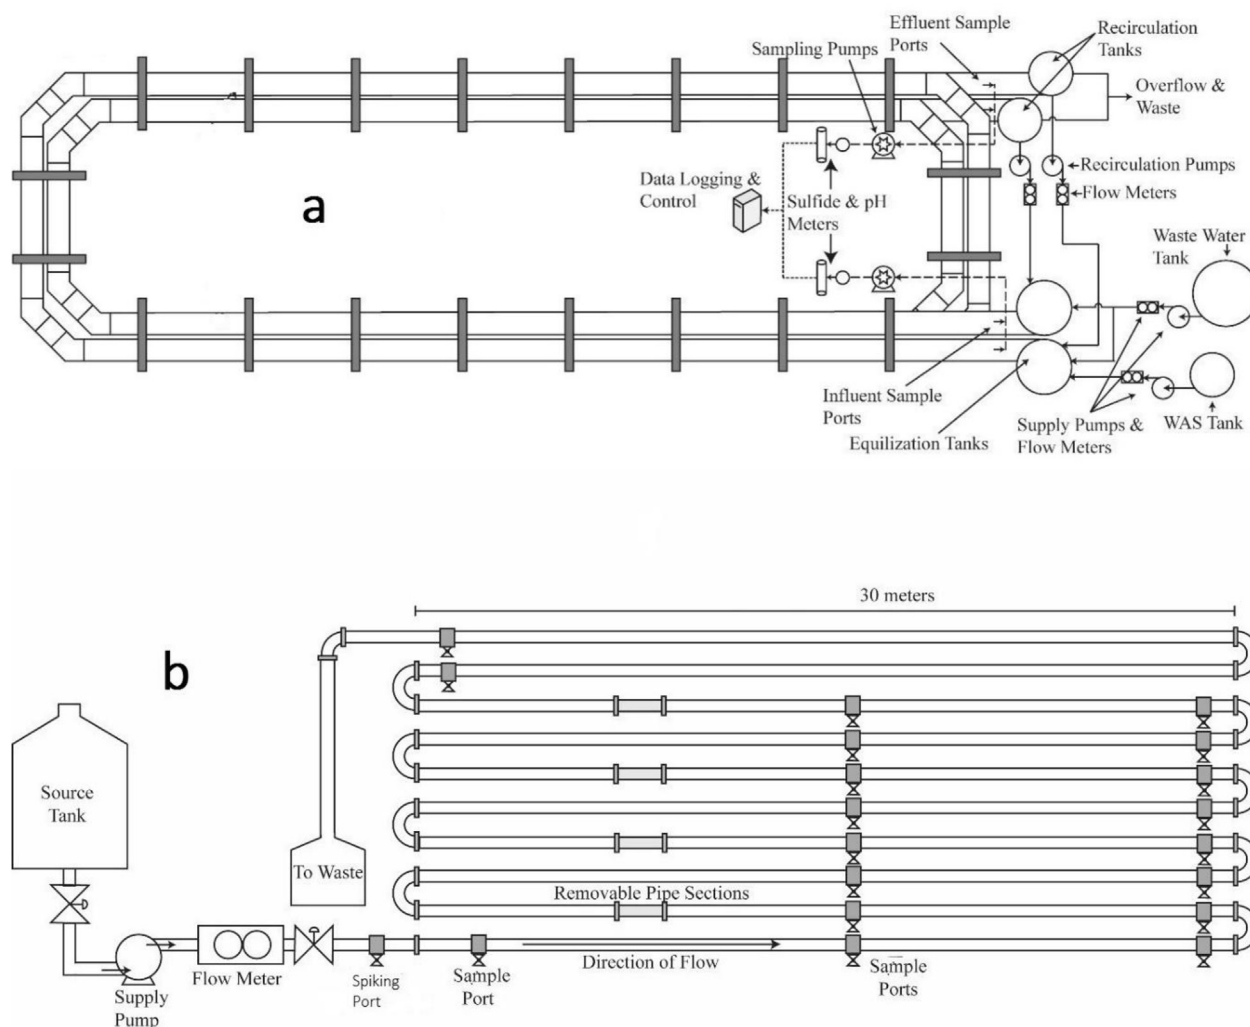 Effluent Sample
Ports
Recirculation
Tanks
Sampling Pumps
Overflow &
Waste
Recirculation Pumps
Flow Meters
Data Logging &
Control
Sulfide & pH
Meters
a
Waste Water
Tank
Influent Sample
Ports
Equilization Tanks
Supply Pumps &
Flow Meters
WAS Tank
30 meters
b
Source
Tank
To Waste
Removable Pipe Sections
Flow Meter
Spiking
Port
Sample
Port
Direction of Flow
Sample
Ports
Supply
Pump